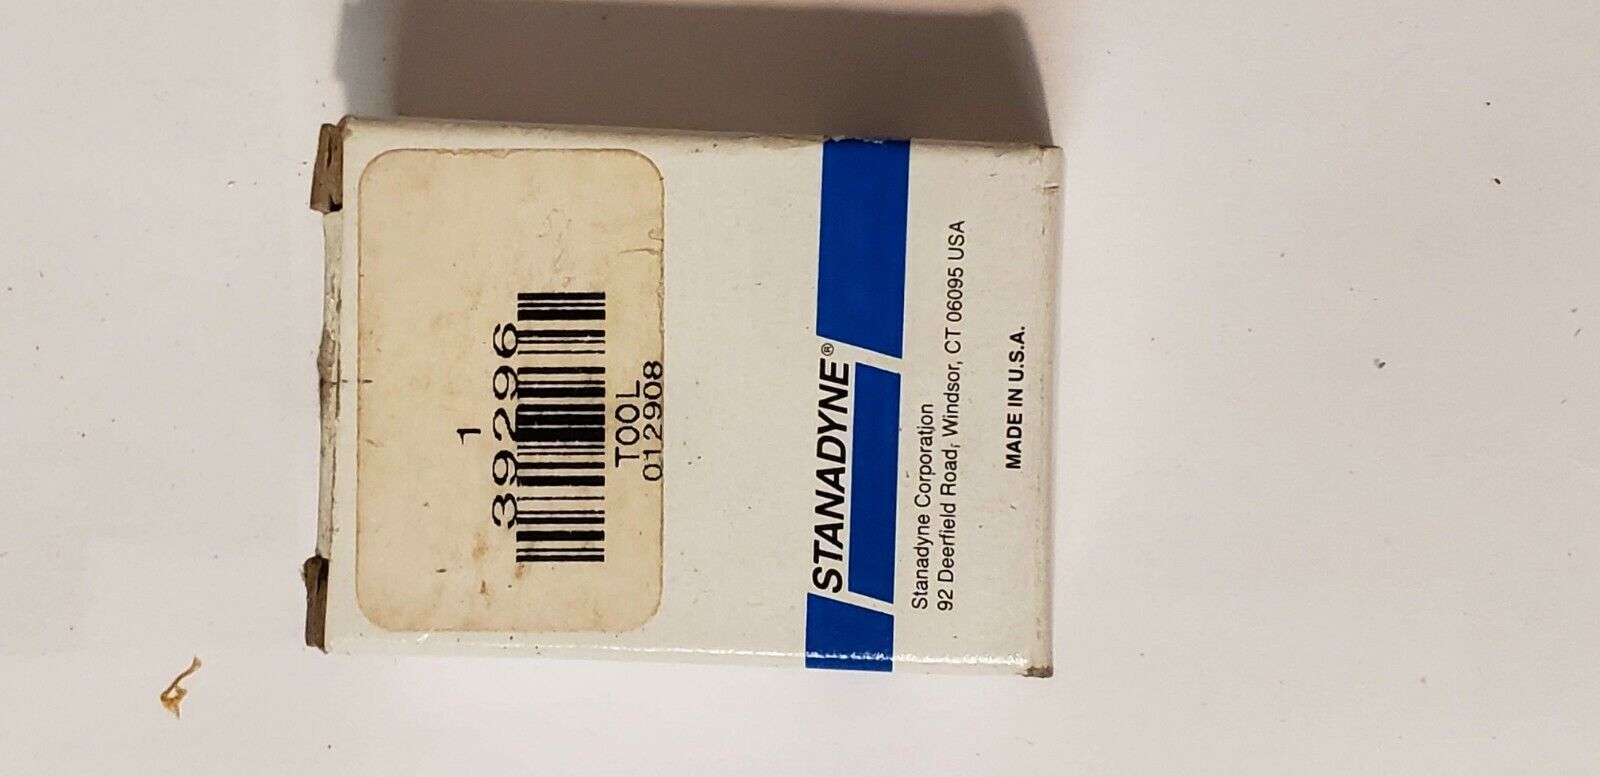 1
39296
TOOL
012908
STANADYNE®
Stanadyne Corporation
92 Deerfield Road, Windsor, CT 06095 USA
MADE IN U.S.A.